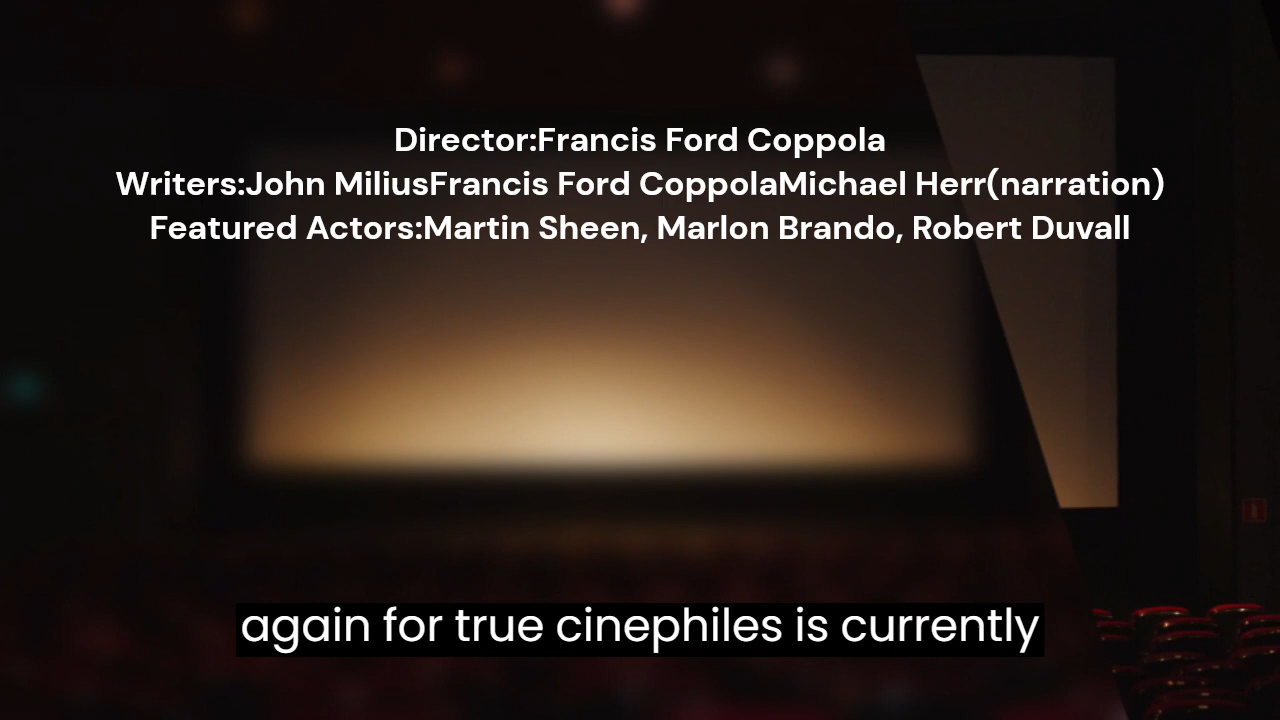 Director:Francis Ford Coppola
Writers:John MiliusFrancis Ford CoppolaMichael Herr(narration)
Featured Actors:Martin Sheen, Marlon Brando, Robert Duvall
again for true cinephiles is currently